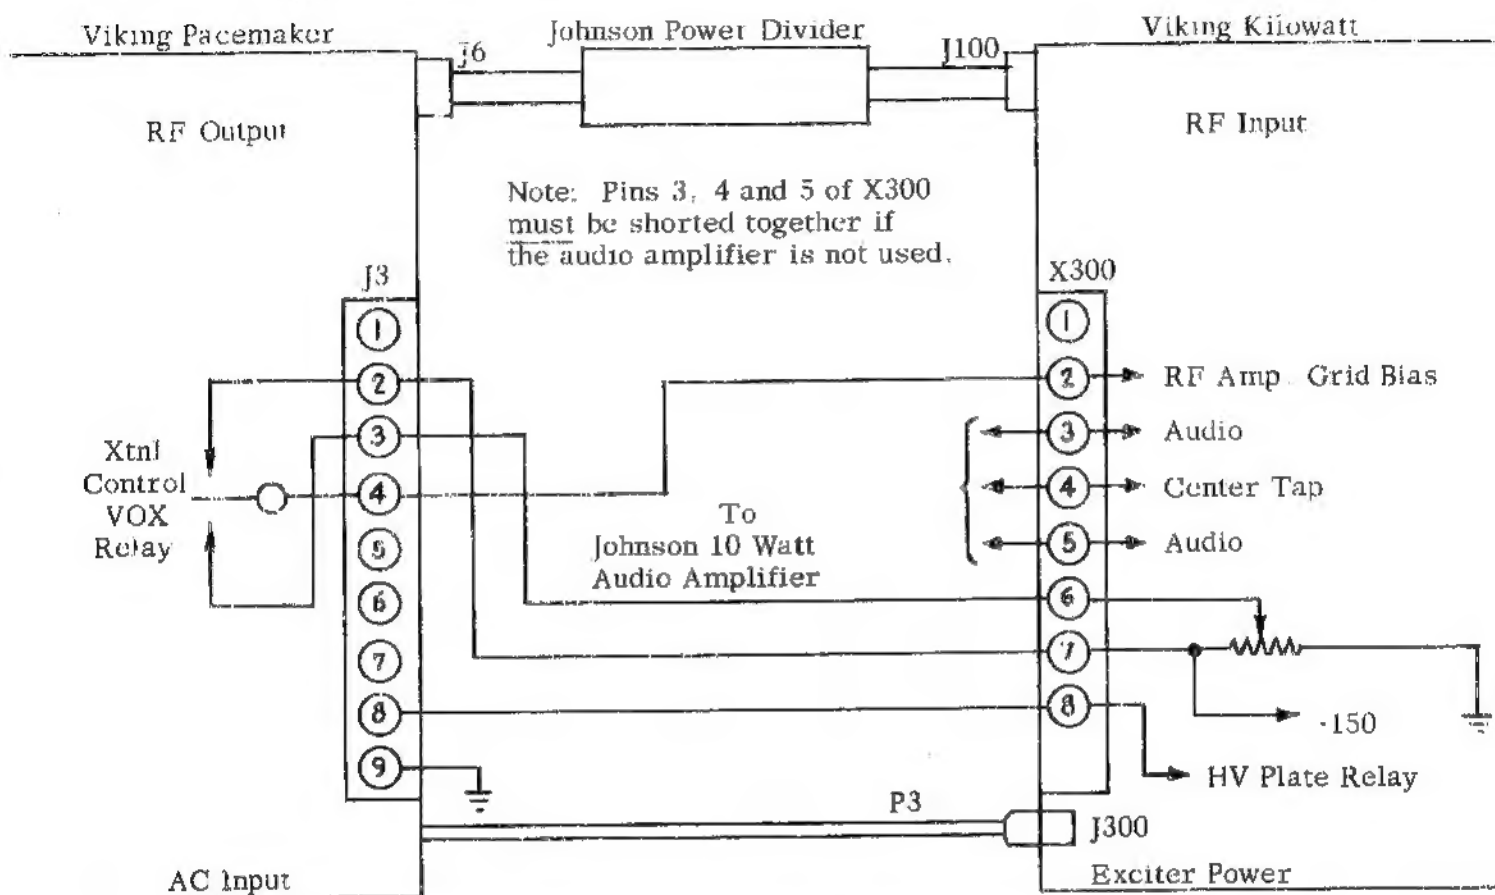 Viking Pacemaker
Johnson Power Divider
Viking Kilowatt
J6
J100
RF Output
RF Input
Note: Pins 3, 4 and 5 of X300
must be shorted together if
the audio amplifier is not used.
J3
X300
1
2
3
4
5
6
7
8
9
Xtnl
Control
VOX
Relay
To
Johnson 10 Watt
Audio Amplifier
1
2
3
4
5
6
7
8
RF Amp. Grid Bias
Audio
Center Tap
Audio
-150
HV Plate Relay
P3
J300
AC Input
Exciter Power